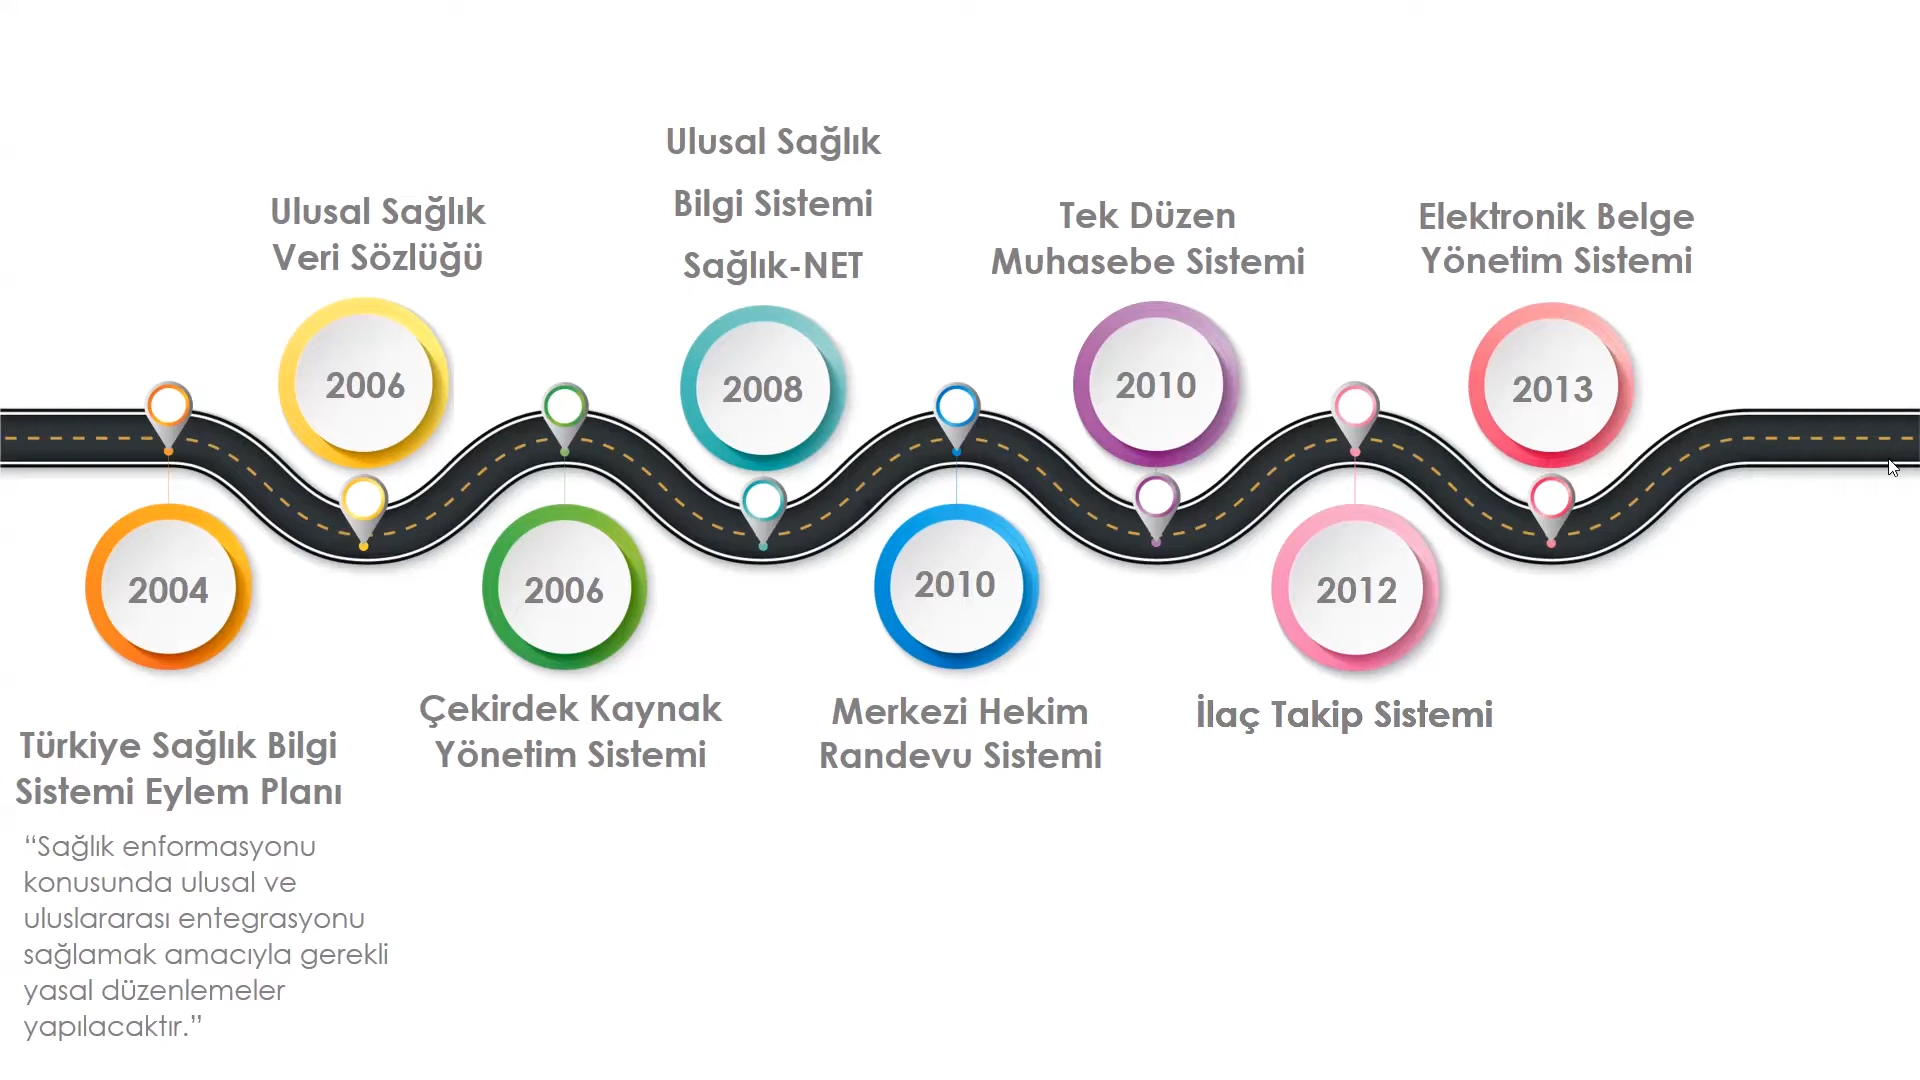 Ulusal Sağlık
Veri Sözlüğü
2006
Ulusal Sağlık
Bilgi Sistemi
Sağlık-NET
2008
Tek Düzen
Muhasebe Sistemi
2010
Elektronik Belge
Yönetim Sistemi
2013
2004
Türkiye Sağlık Bilgi
Sistemi Eylem Planı
“Sağlık enformasyonu
konusunda ulusal ve
uluslararası entegrasyonu
sağlamak amacıyla gerekli
yasal düzenlemeler
yapılacaktır.”
2006
Çekirdek Kaynak
Yönetim Sistemi
2010
Merkezi Hekim
Randevu Sistemi
2012
İlaç Takip Sistemi